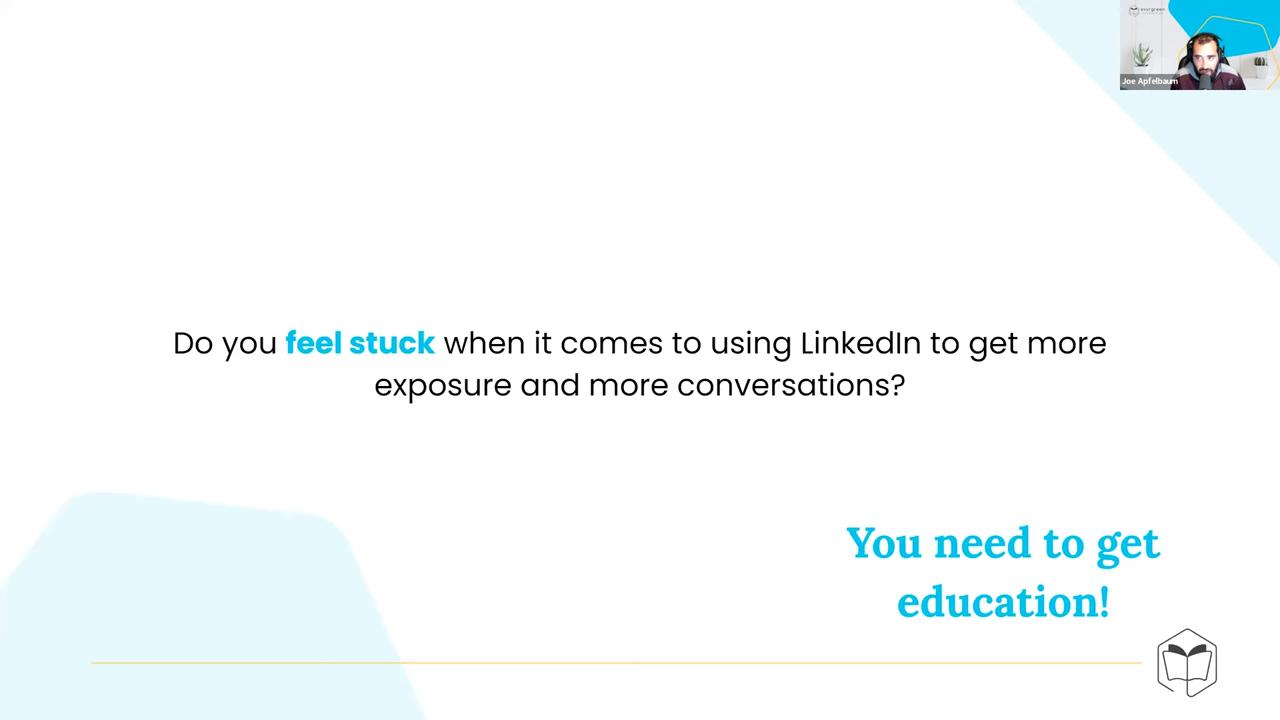 evergreen
Joe Apfelbaum
Do you feel stuck when it comes to using LinkedIn to get more
exposure and more conversations?
You need to get
education!